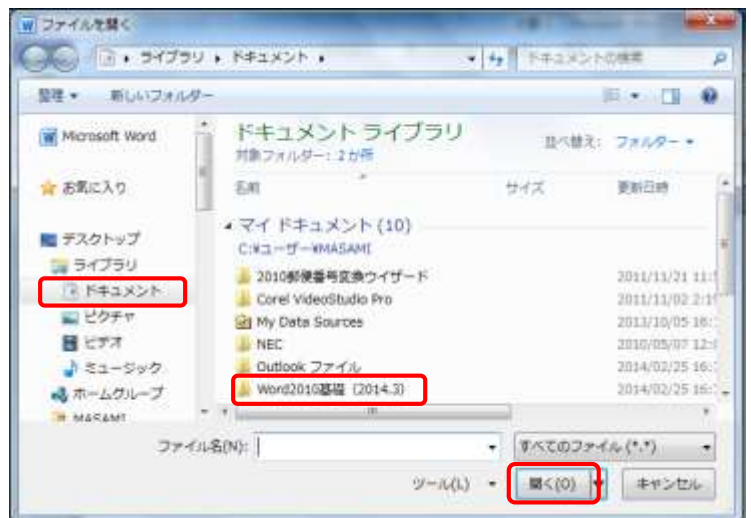 ファイルを開く
ライブラリ ドキュメント
ドキュメントの検索
整理 新しいフォルダー
Microsoft Word
ドキュメント ライブラリ
対象フォルダー: 2 か所
並べ替え: フォルダー
お気に入り
名前 サイズ 更新日時
デスクトップ
マイ ドキュメント (10)
C:¥ユーザー¥MASAMI
ライブラリ
2010郵便番号変換ウイザード 2011/11/21 11:
ドキュメント
Corel VideoStudio Pro 2011/11/02
ピクチャ
My Data Sources 2013/10/05 16:
ビデオ
NEC 2010/05/07 12:
ミュージック
Outlook ファイル 2014/02/25 16:
ホームグループ
Word2010基礎 (2014.3) 2014/02/25 16:
MASAMI
ファイル名(N): すべてのファイル (*.*)
ツール(L) 開く(O) キャンセル